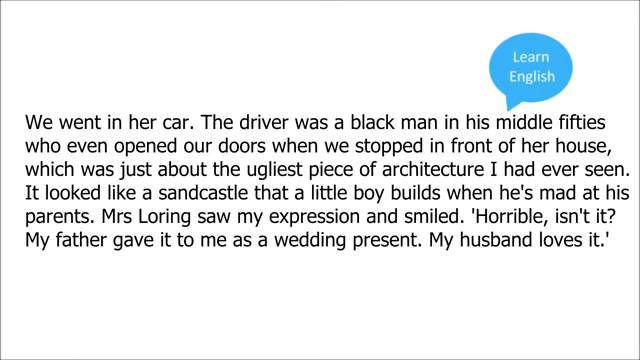 Learn
English
We went in her car. The driver was a black man in his middle fifties
who even opened our doors when we stopped in front of her house,
which was just about the ugliest piece of architecture I had ever seen.
It looked like a sandcastle that a little boy builds when he's mad at his
parents. Mrs Loring saw my expression and smiled. 'Horrible, isn't it?
My father gave it to me as a wedding present. My husband loves it.'